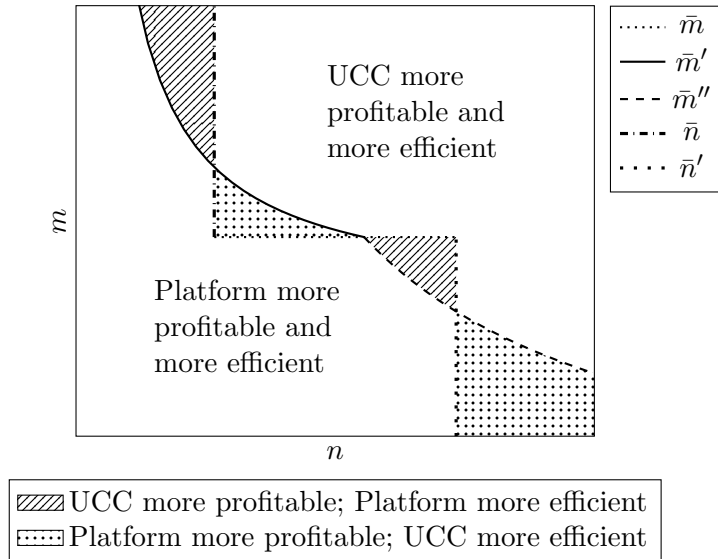 UCC more
profitable and
more efficient
m̄
m̄′
m̄″
n̄
n̄′
m
Platform more
profitable and
more efficient
n
UCC more profitable; Platform more efficient
Platform more profitable; UCC more efficient